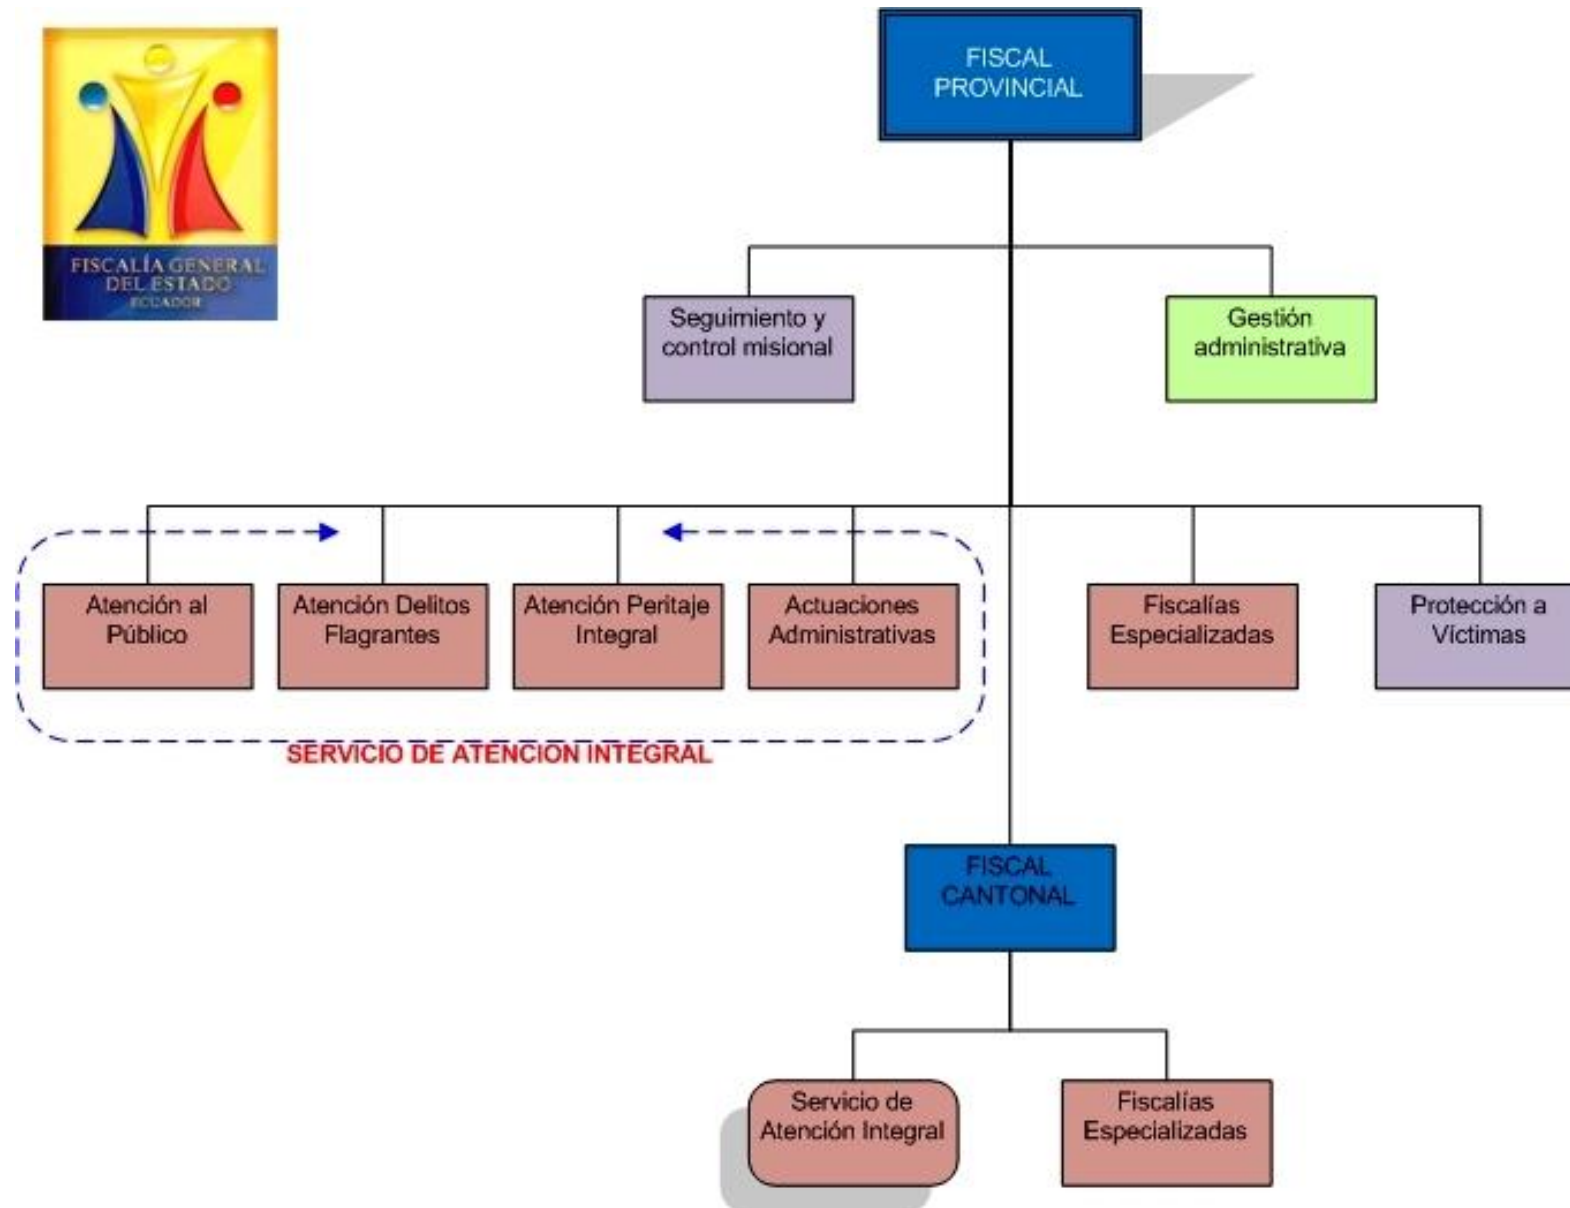 FISCALÍA GENERAL
DEL ESTADO
ECUADOR
FISCAL
PROVINCIAL
Seguimiento y
control misional
Gestión
administrativa
Atención al
Público
Atención Delitos
Flagrantes
Atención Peritaje
Integral
Actuaciones
Administrativas
Fiscalías
Especializadas
Protección a
Víctimas
SERVICIO DE ATENCION INTEGRAL
FISCAL
CANTONAL
Servicio de
Atención Integral
Fiscalías
Especializadas